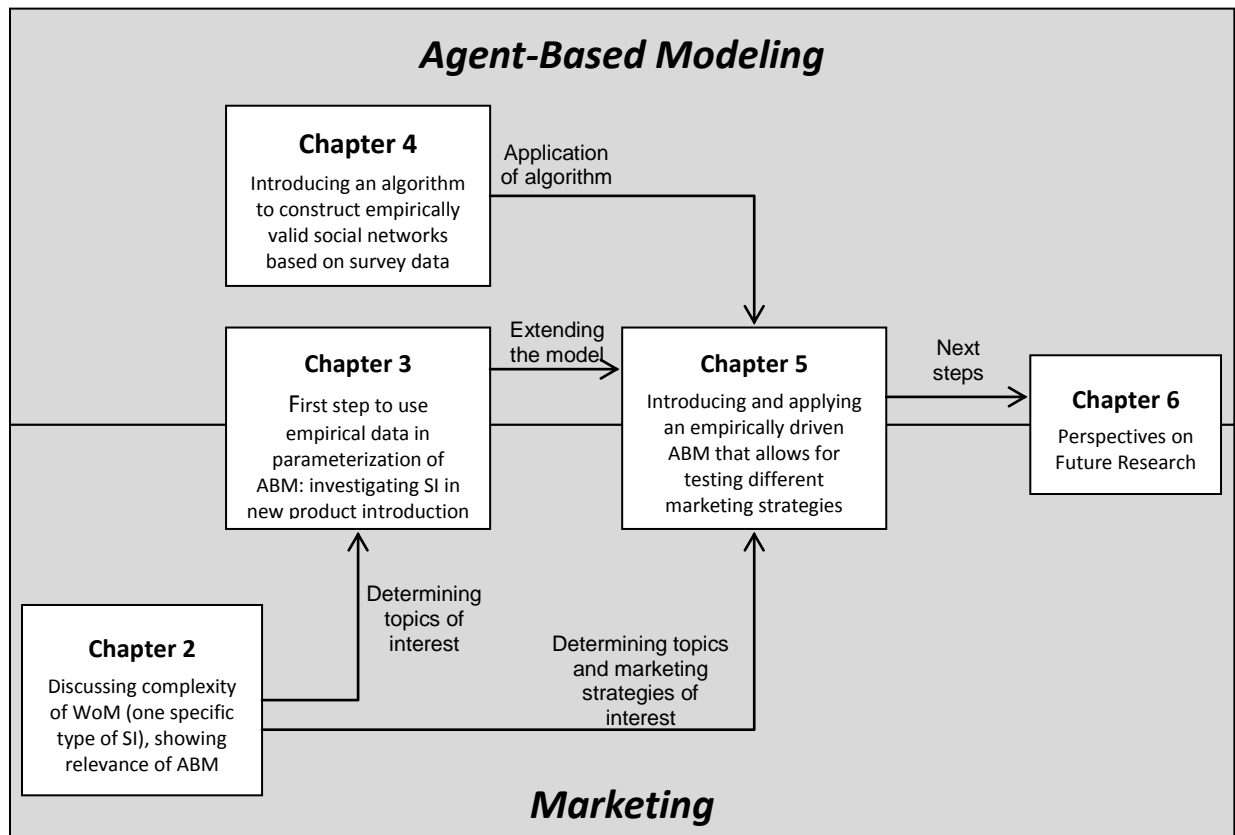 Agent-Based Modeling
Chapter 4
Introducing an algorithm
to construct empirically
valid social networks
based on survey data
Application
of algorithm
Chapter 3
First step to use
empirical data in
parameterization of
ABM: investigating SI in
new product introduction
Extending
the model
Chapter 5
Introducing and applying
an empirically driven
ABM that allows for
testing different
marketing strategies
Next
steps
Chapter 6
Perspectives on
Future Research
Chapter 2
Discussing complexity
of WoM (one specific
type of SI), showing
relevance of ABM
Determining
topics of
interest
Determining topics
and marketing
strategies of
interest
Marketing